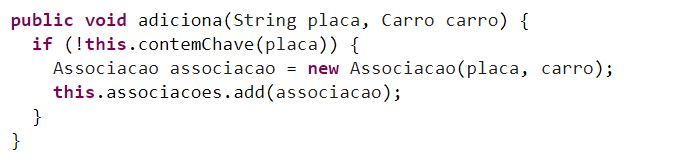 public void adiciona(String placa, Carro carro) {
  if (!this.contemChave(placa)) {
    Associacao associacao = new Associacao(placa, carro);
    this.associacoes.add(associacao);
  }
}